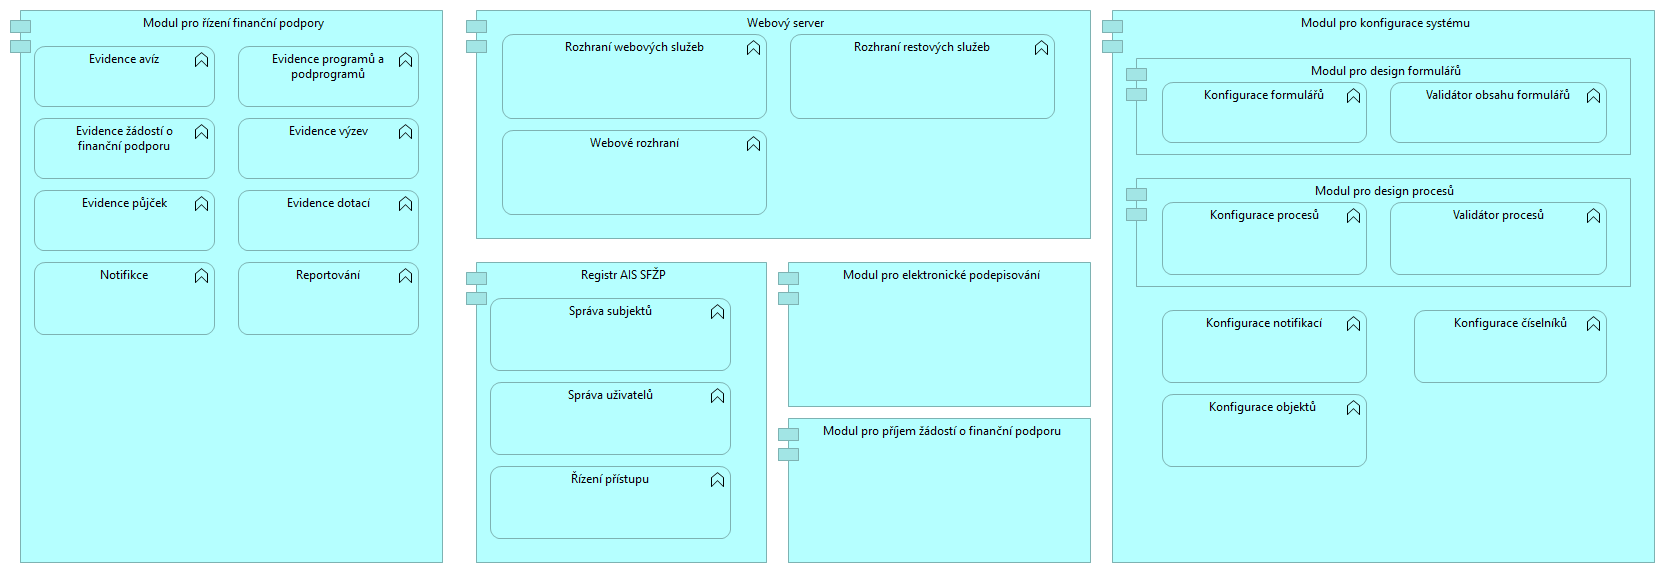 Modul pro řízení finanční podpory
Evidence avíz
Evidence programů a
podprogramů
Evidence žádostí o
finanční podporu
Evidence výzev
Evidence půjček
Evidence dotací
Notifikce
Reportování
Webový server
Rozhraní webových služeb
Rozhraní restových služeb
Webové rozhraní
Registr AIS SFŽP
Správa subjektů
Správa uživatelů
Řízení přístupu
Modul pro elektronické podepisování
Modul pro příjem žádostí o finanční podporu
Modul pro konfigurace systému
Modul pro design formulářů
Konfigurace formulářů
Validátor obsahu formulářů
Modul pro design procesů
Konfigurace procesů
Validátor procesů
Konfigurace notifikací
Konfigurace číselníků
Konfigurace objektů